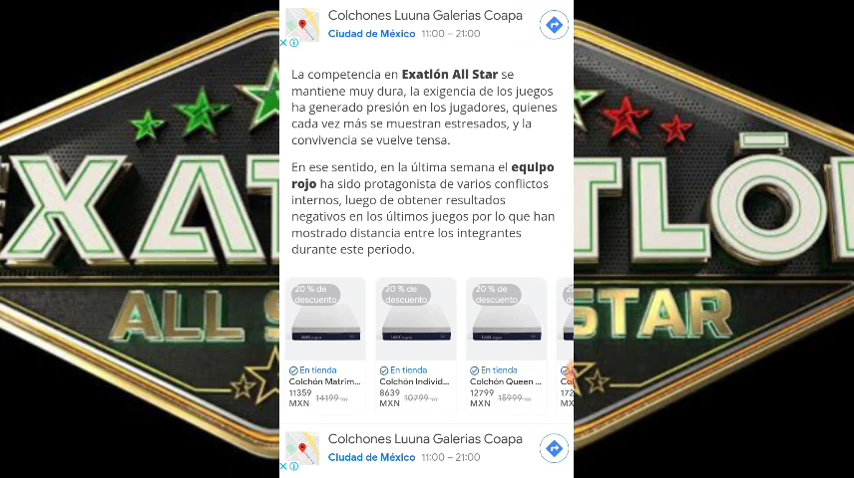 Colchones Luuna Galerias Coapa
Ciudad de México 11:00 – 21:00
La competencia en Exatlón All Star se
mantiene muy dura, la exigencia de los juegos
ha generado presión en los jugadores, quienes
cada vez más se muestran estresados, y la
convivencia se vuelve tensa.
En ese sentido, en la última semana el equipo
rojo ha sido protagonista de varios conflictos
internos, luego de obtener resultados
negativos en los últimos juegos por lo que han
mostrado distancia entre los integrantes
durante este periodo.
EXAT
TLÓN
ALL S
STAR
20 % de
descuento
20 % de
descuento
20 % de
descuento
En tienda
Colchón Matrim...
11359
MXN
14199
En tienda
Colchón Individ...
8639
MXN
10799
En tienda
Colchón Queen ...
12799
MXN
15999
Colchones Luuna Galerias Coapa
Ciudad de México 11:00 – 21:00